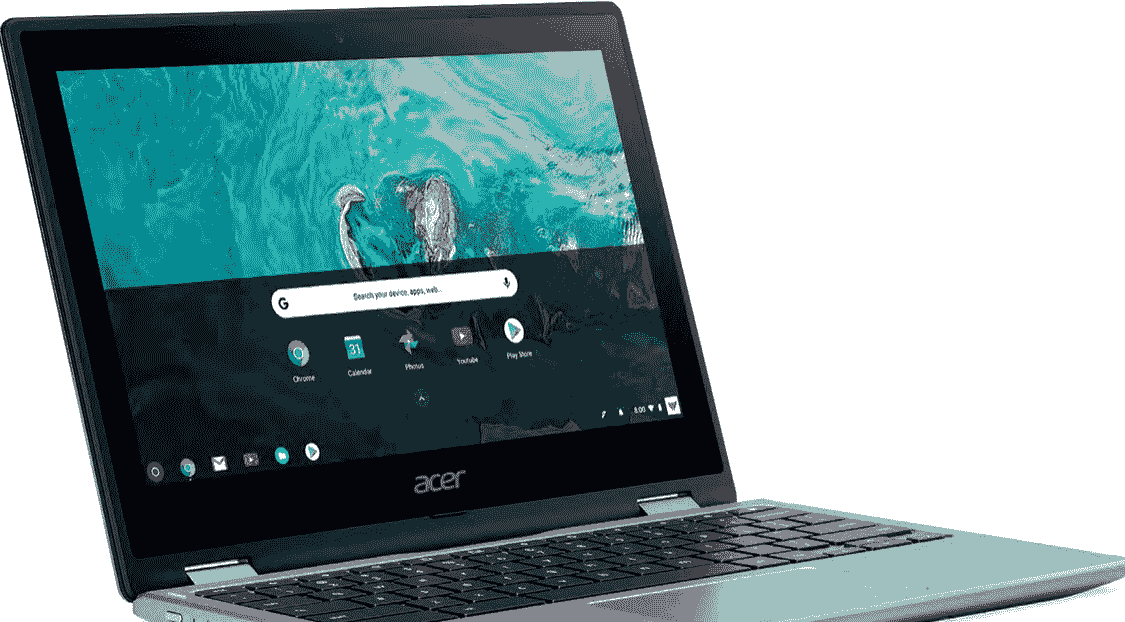 G Search your device, apps, web...
31
Chrome Calendar Photos Youtube Play Store
8:00
acer